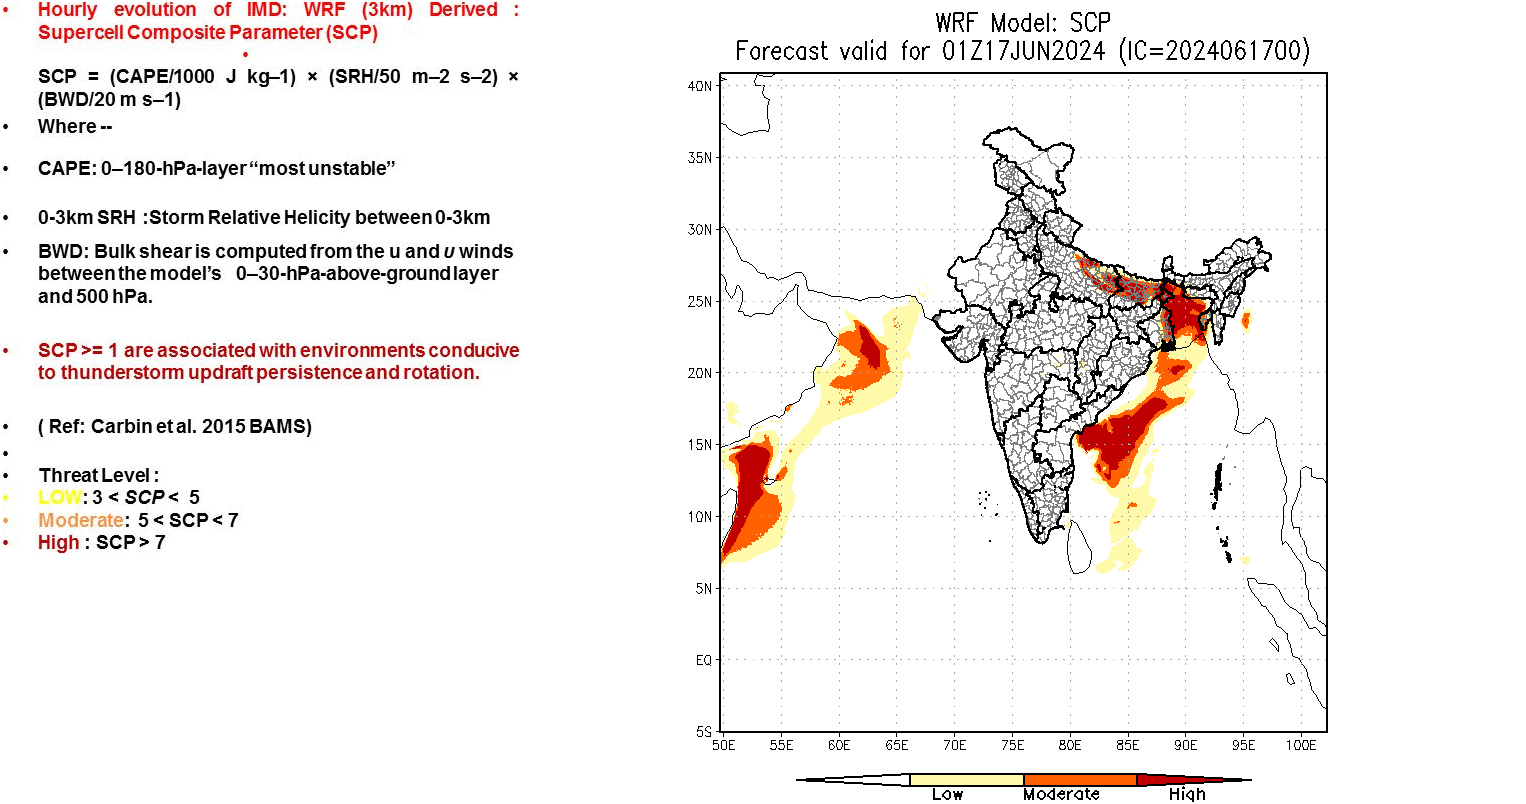 • Hourly evolution of IMD: WRF (3km) Derived :
Supercell Composite Parameter (SCP)
•
SCP = (CAPE/1000 J kg–1) × (SRH/50 m–2 s–2) ×
(BWD/20 m s–1)
• Where --
• CAPE: 0–180-hPa-layer “most unstable”
• 0-3km SRH :Storm Relative Helicity between 0-3km
• BWD: Bulk shear is computed from the u and υ winds
between the model’s 0–30-hPa-above-ground layer
and 500 hPa.
• SCP >= 1 are associated with environments conducive
to thunderstorm updraft persistence and rotation.
• ( Ref: Carbin et al. 2015 BAMS)
•
• Threat Level :
• LOW: 3 < SCP < 5
• Moderate: 5 < SCP < 7
• High : SCP > 7
WRF Model: SCP
Forecast valid for 01Z17JUN2024 (IC=2024061700)
40N
35N
30N
25N
20N
15N
10N
5N
EQ
5S
50E 55E 60E 65E 70E 75E 80E 85E 90E 95E 100E
Low Moderate High